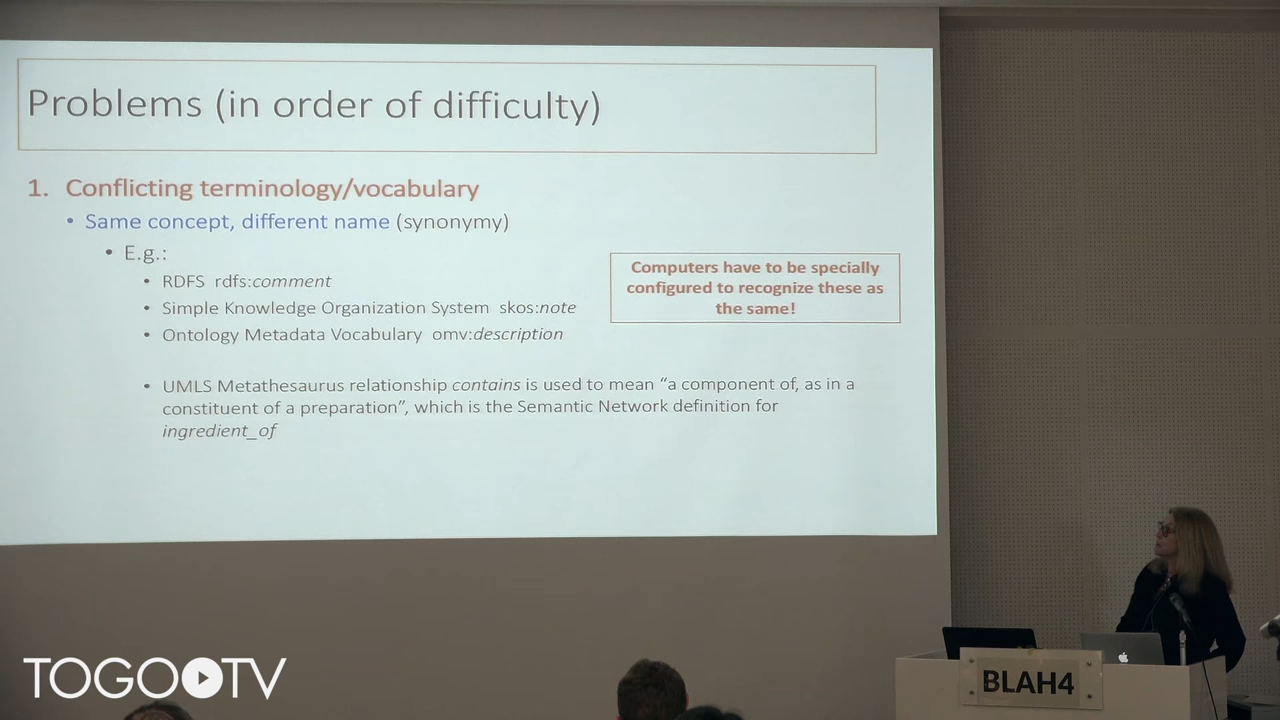 Problems (in order of difficulty)
1. Conflicting terminology/vocabulary
• Same concept, different name (synonymy)
• E.g.:
• RDFS rdfs:comment
• Simple Knowledge Organization System skos:note
• Ontology Metadata Vocabulary omv:description
Computers have to be specially
configured to recognize these as
the same!
• UMLS Metathesaurus relationship contains is used to mean “a component of, as in a
constituent of a preparation”, which is the Semantic Network definition for
ingredient_of
TOGOTV
BLAH4